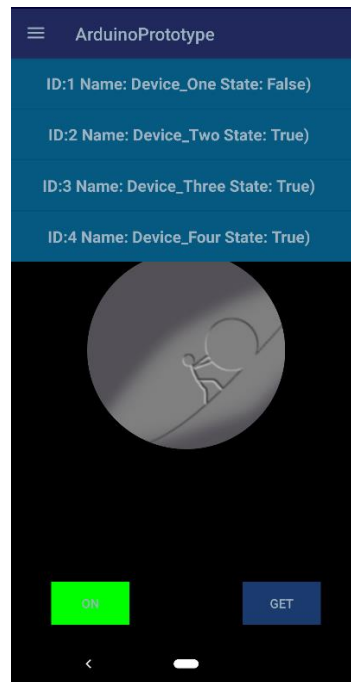 ArduinoPrototype
ID:1 Name: Device_One State: False)
ID:2 Name: Device_Two State: True)
ID:3 Name: Device_Three State: True)
ID:4 Name: Device_Four State: True)
ON
GET